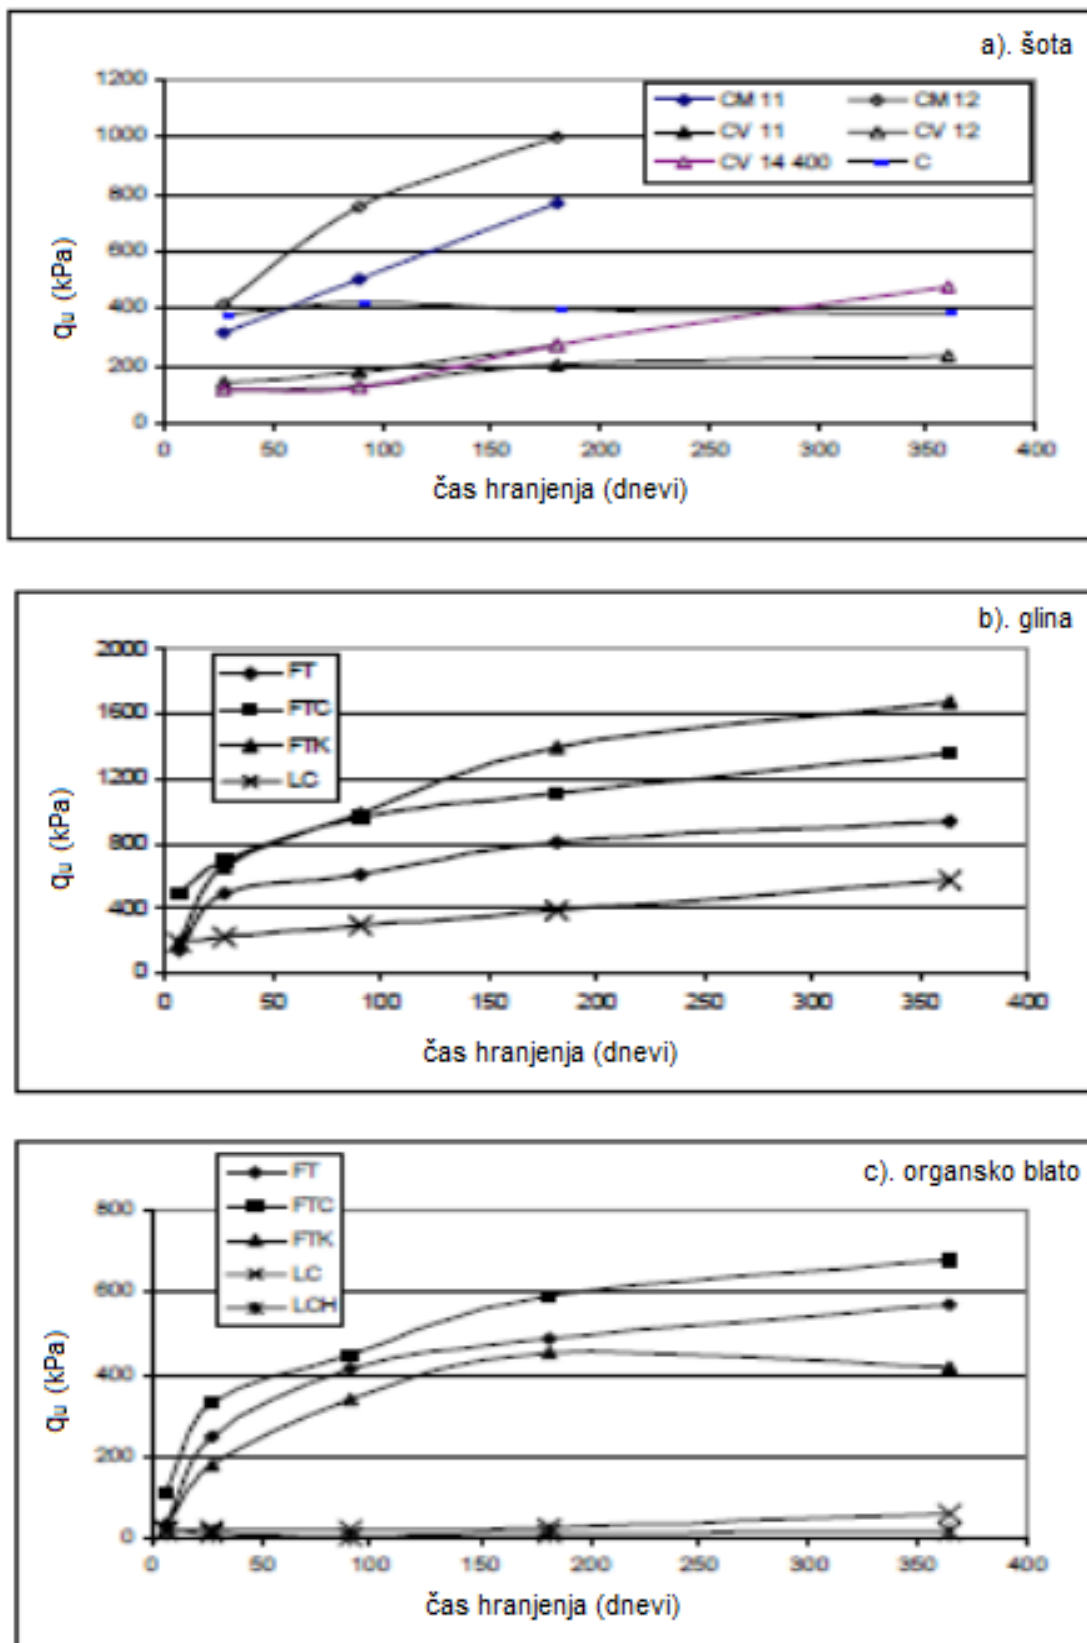 a). šota
1200
1000
800
600
400
200
0
qu (kPa)
CM 11 CM 12
CV 11 CV 12
CV 14 400 C
0 50 100 150 200 250 300 350 400
čas hranjenja (dnevi)
b). glina
2000
1600
1200
800
400
0
qu (kPa)
FT
FTC
FTK
LC
0 50 100 150 200 250 300 350 400
čas hranjenja (dnevi)
c). organsko blato
800
600
400
200
0
qu (kPa)
FT
FTC
FTK
LC
LCH
0 50 100 150 200 250 300 350 400
čas hranjenja (dnevi)